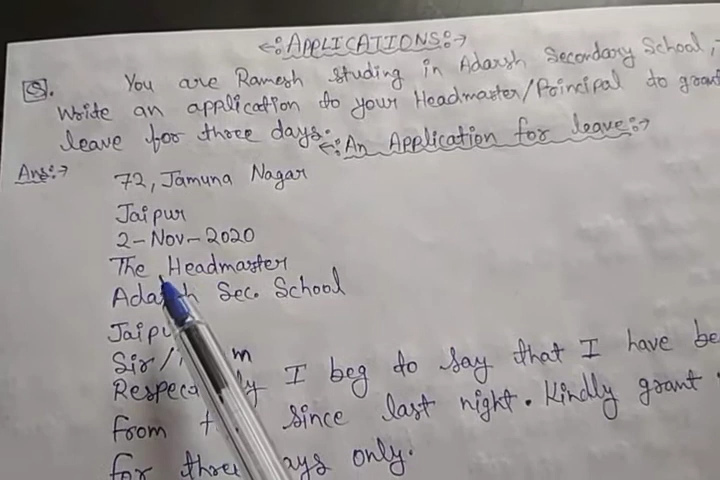 ←:APPLICATIONS:→
Q. You are Ramesh studing in Adarsh Secondary School,
Write an application to your Headmaster/Principal to grant
leave for three days.
←:An Application for leave:→
Ans:→ 72, Jamuna Nagar
Jaipur
2-Nov-2020
The Headmaster
Sec. School
Sir/
I beg to say that I have
from since last night. Kindly grant
for three only.